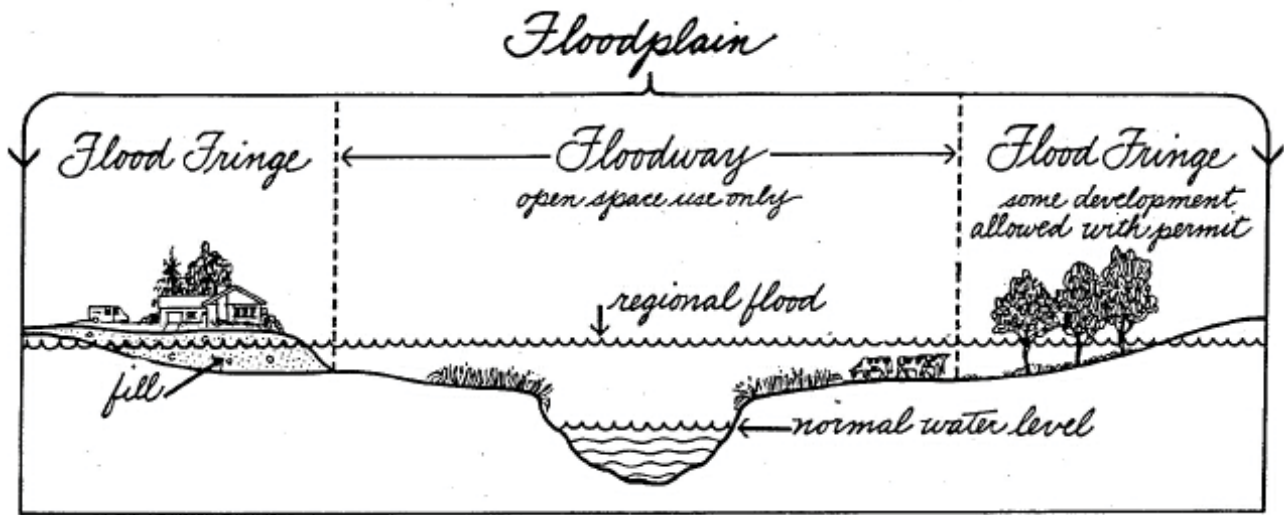 Floodplain
Flood Fringe
Floodway
open space use only
Flood Fringe
some development
allowed with permit
regional flood
fill
normal water level